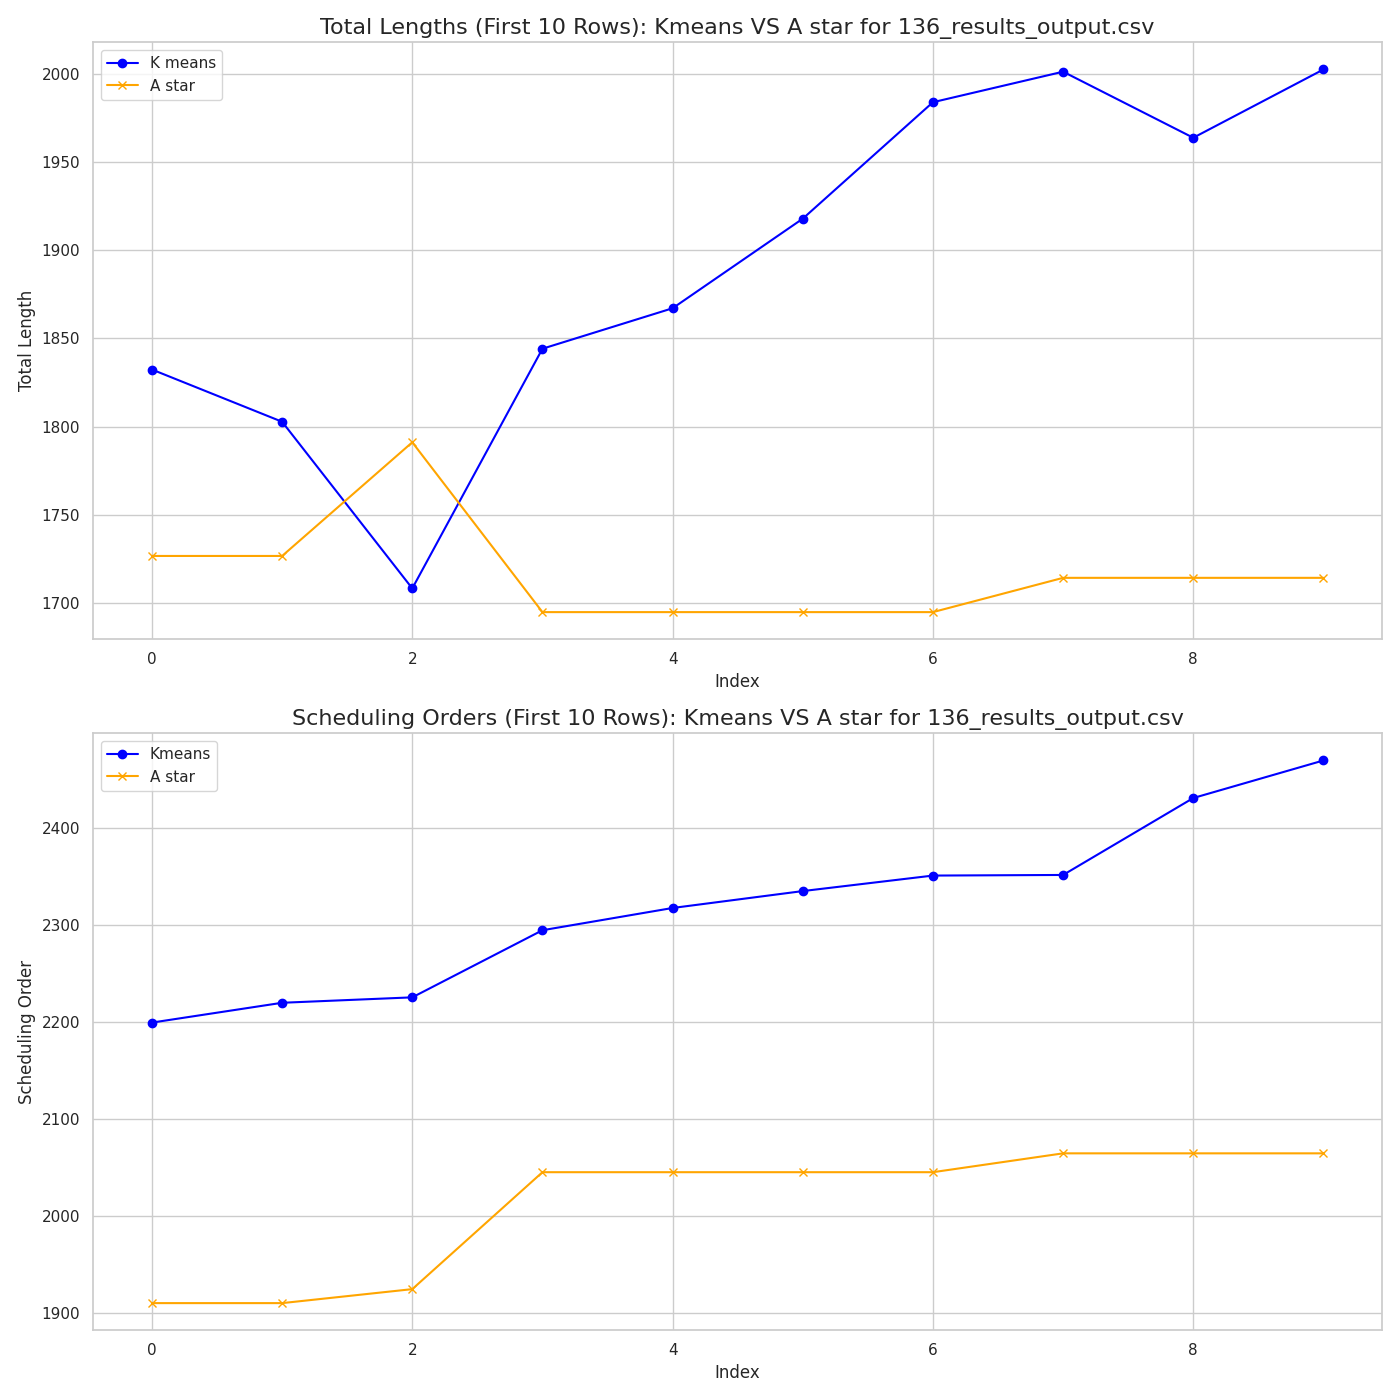 Total Lengths (First 10 Rows): Kmeans VS A star for 136_results_output.csv
K means
A star
2000
1950
1900
1850
1800
1750
1700
Total Length
0 2 4 6 8
Index
Scheduling Orders (First 10 Rows): Kmeans VS A star for 136_results_output.csv
Kmeans
A star
2400
2300
2200
2100
2000
1900
Scheduling Order
0 2 4 6 8
Index